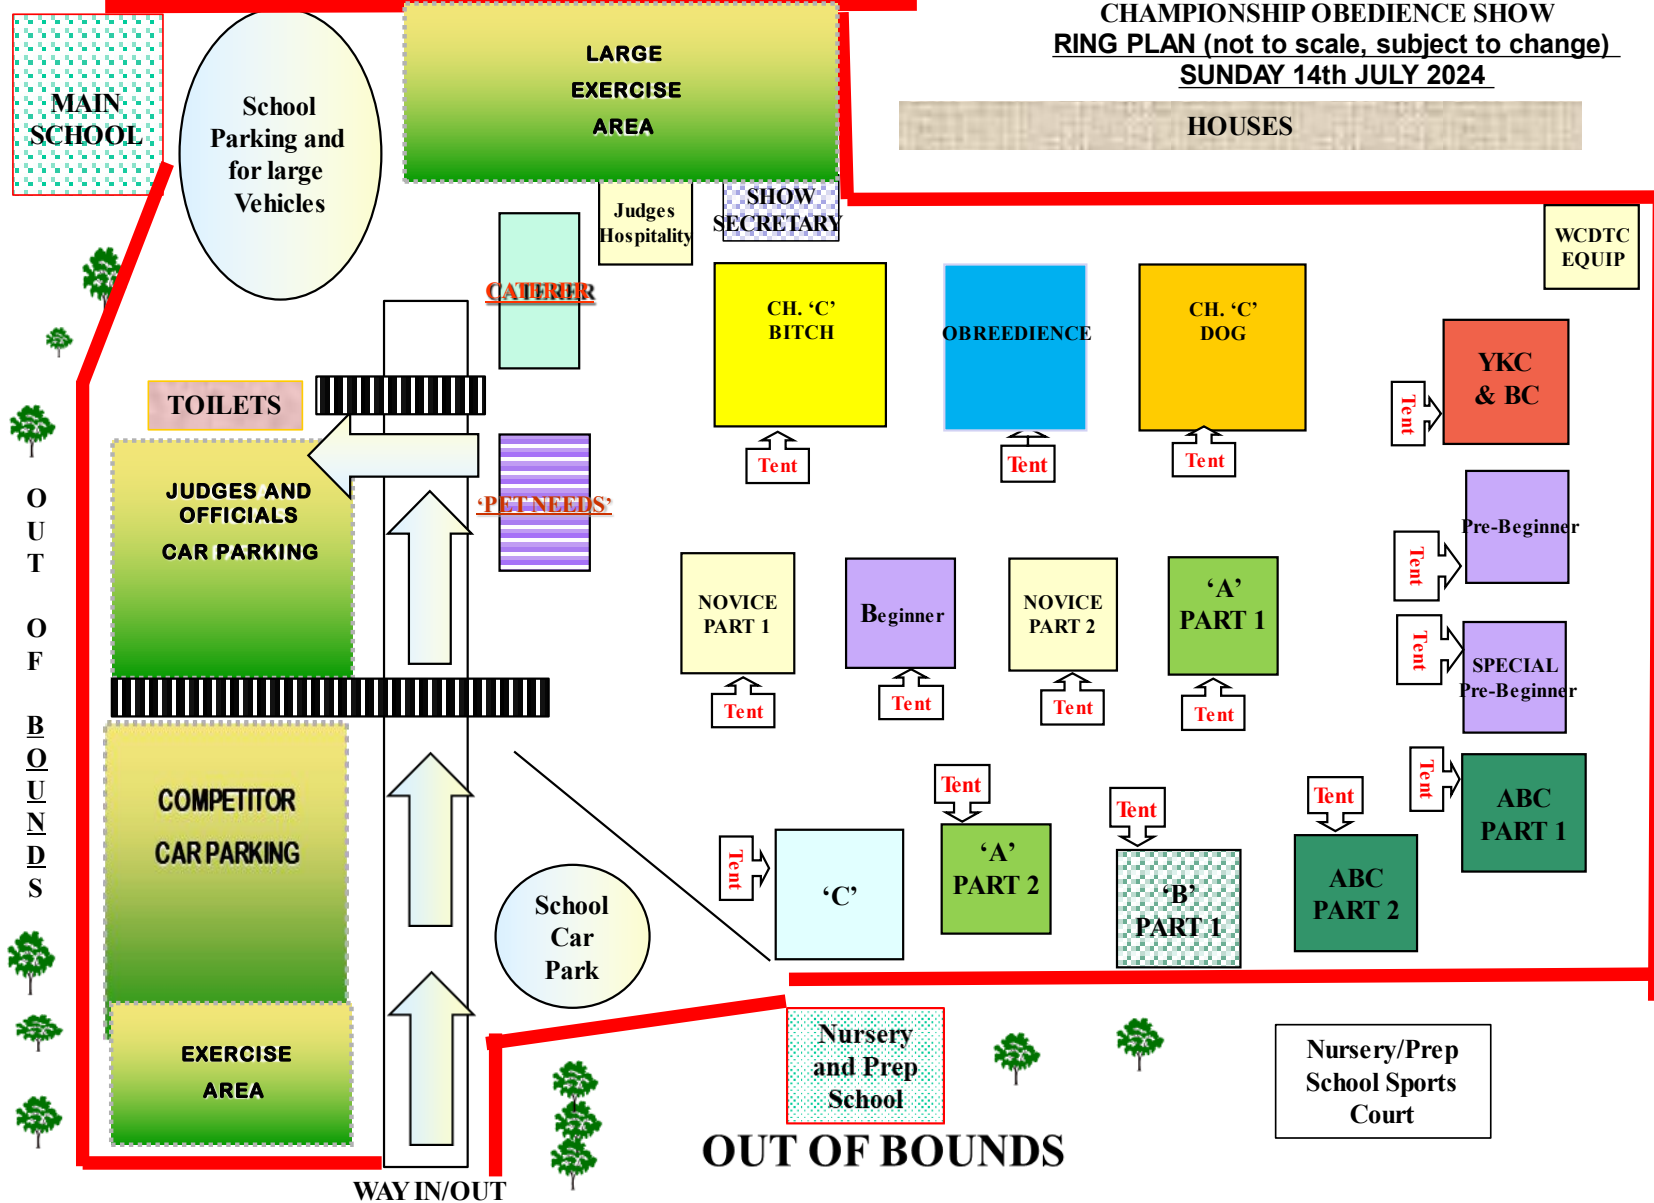 CHAMPIONSHIP OBEDIENCE SHOW
RING PLAN (not to scale, subject to change)
SUNDAY 14th JULY 2024
HOUSES
MAIN
SCHOOL
School
Parking and
for large
Vehicles
LARGE
EXERCISE
AREA
Judges
Hospitality
SHOW
SECRETARY
WCDTC
EQUIP
CATERER
CH. ‘C’
BITCH
OBREEDIENCE
CH. ‘C’
DOG
YKC
& BC
Tent
TOILETS
Tent
Tent
Tent
JUDGES AND
OFFICIALS
CAR PARKING
‘PET NEEDS’
Pre-Beginner
Tent
NOVICE
PART 1
Beginner
NOVICE
PART 2
‘A’
PART 1
Tent
SPECIAL
Pre-Beginner
Tent
Tent
Tent
Tent
OUT OF BOUNDS
COMPETITOR
CAR PARKING
Tent
Tent
Tent
Tent
ABC
PART 1
Tent
‘C’
‘A’
PART 2
‘B’
PART 1
ABC
PART 2
School
Car
Park
EXERCISE
AREA
Nursery
and Prep
School
Nursery/Prep
School Sports
Court
OUT OF BOUNDS
WAY IN/OUT